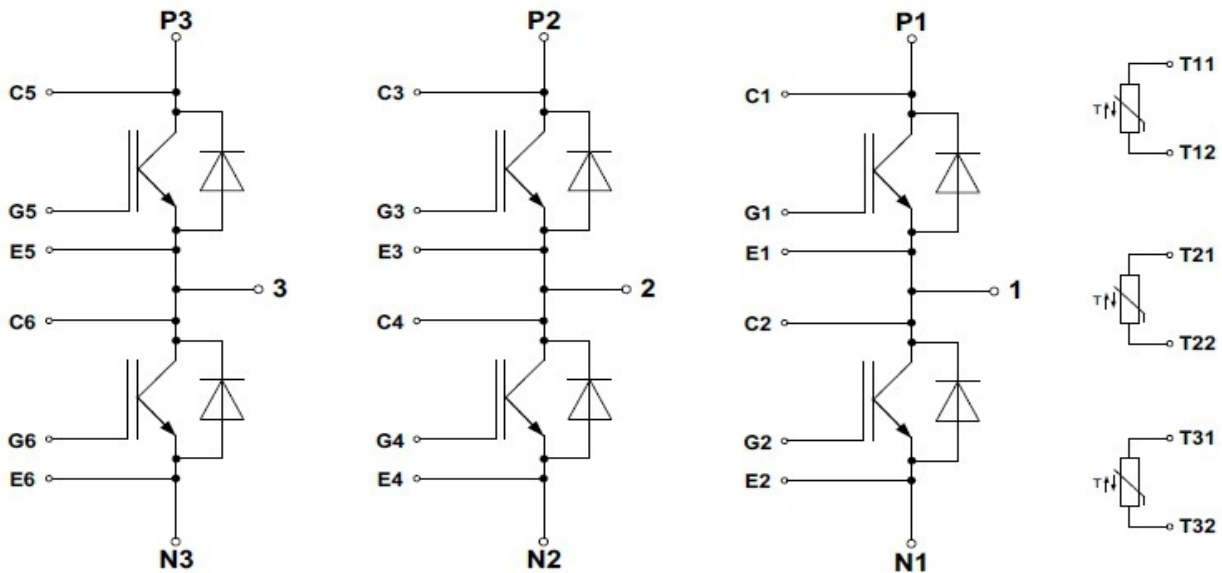 P3 P2 P1
T11
C5 C3 C1
T
T12
G5 G3 G1
E5 E3 E1 T21
3 2 1
T
C6 C4 C2
T22
G6 G4 G2 T31
E6 E4 E2 T
T32
N3 N2 N1